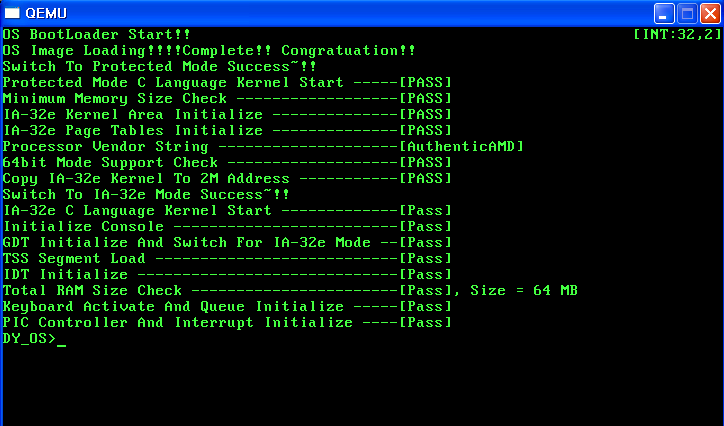 QEMU
OS BootLoader Start!! [INT:32,2]
OS Image Loading!!!!Complete!! Congratuation!!
Switch To Protected Mode Success~!!
Protected Mode C Language Kernel Start -----[PASS]
Minimum Memory Size Check ------------------[PASS]
IA-32e Kernel Area Initialize --------------[PASS]
IA-32e Page Tables Initialize --------------[PASS]
Processor Vendor String --------------------[AuthenticAMD]
64bit Mode Support Check -------------------[PASS]
Copy IA-32e Kernel To 2M Address -----------[PASS]
Switch To IA-32e Mode Success~!!
IA-32e C Language Kernel Start -------------[Pass]
Initialize Console -------------------------[Pass]
GDT Initialize And Switch For IA-32e Mode --[Pass]
TSS Segment Load ---------------------------[Pass]
IDT Initialize -----------------------------[Pass]
Total RAM Size Check -----------------------[Pass], Size = 64 MB
Keyboard Activate And Queue Initialize -----[Pass]
PIC Controller And Interrupt Initialize ----[Pass]
DY_OS>_